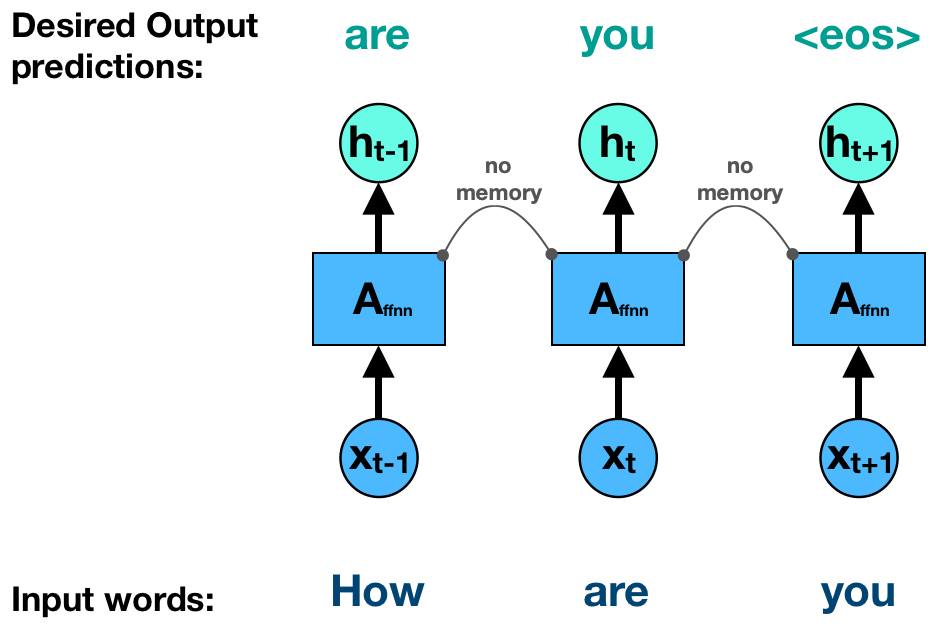 Desired Output predictions:
are you <eos>
h_{t-1} h_t h_{t+1}
no memory no memory
A_{ffnn} A_{ffnn} A_{ffnn}
x_{t-1} x_t x_{t+1}
Input words: How are you